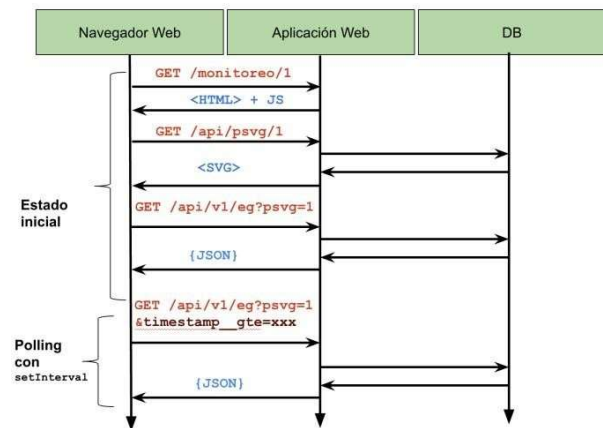 Navegador Web
Aplicación Web
DB
GET /monitoreo/1
<HTML> + JS
GET /api/psvg/1
<SVG>
Estado
inicial
GET /api/v1/eg?psvg=1
{JSON}
GET /api/v1/eg?psvg=1
&timestamp__gte=xxx
Polling
con
setInterval
{JSON}